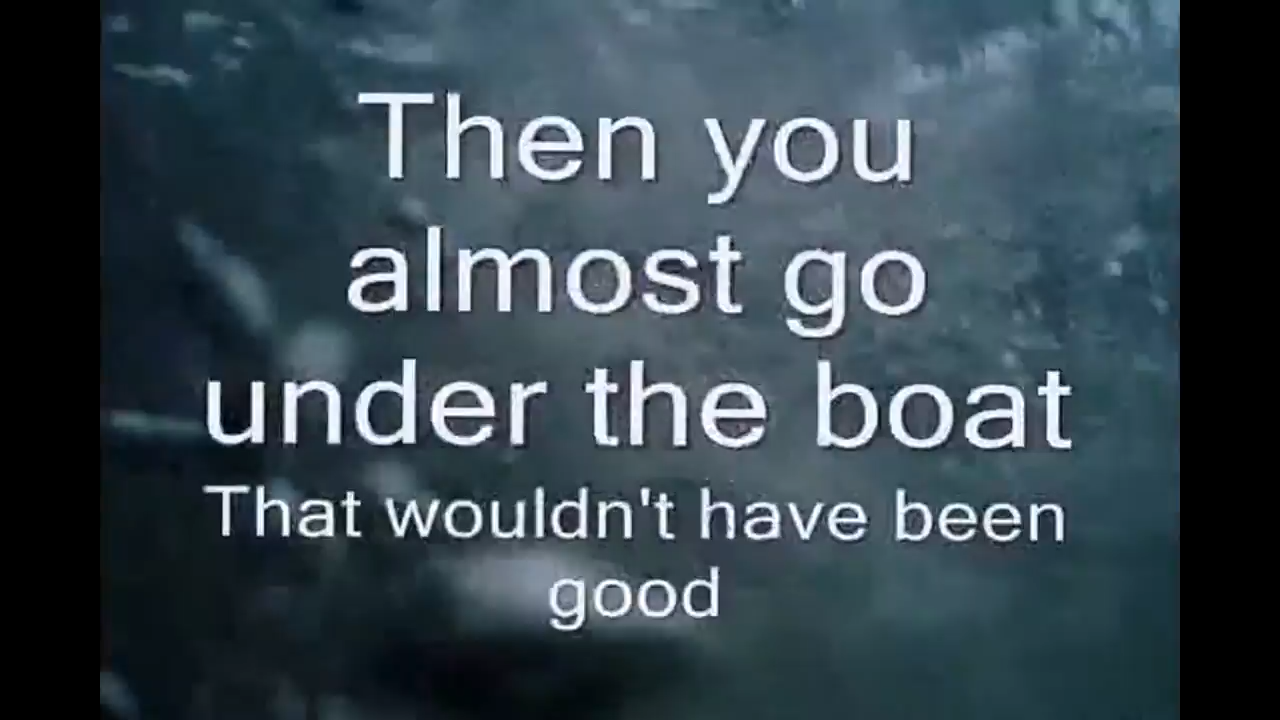 Then you
almost go
under the boat
That wouldn't have been
good